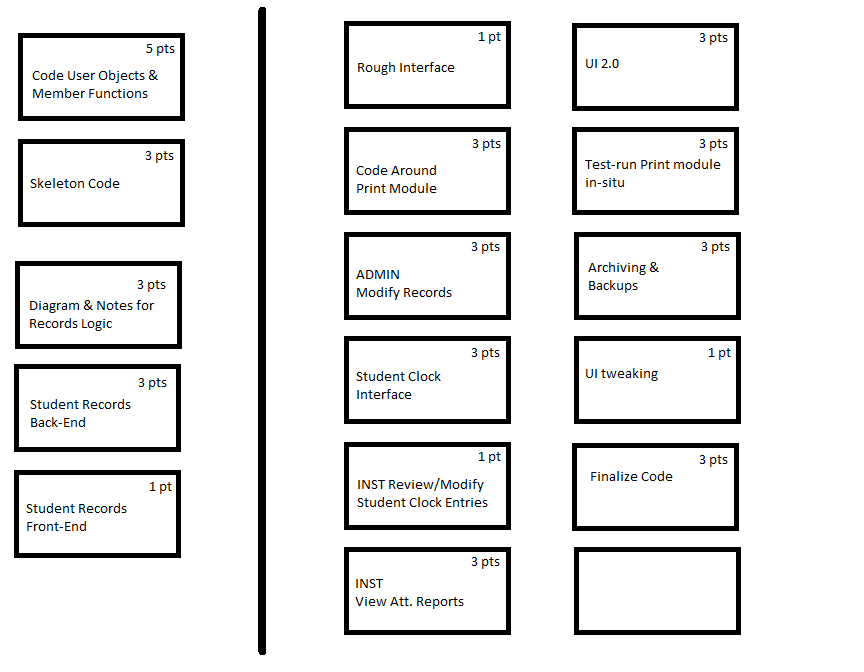 5 pts
Code User Objects &
Member Functions
3 pts
Skeleton Code
3 pts
Diagram & Notes for
Records Logic
3 pts
Student Records
Back-End
1 pt
Student Records
Front-End
1 pt
Rough Interface
3 pts
Code Around
Print Module
3 pts
ADMIN
Modify Records
3 pts
Student Clock
Interface
1 pt
INST Review/Modify
Student Clock Entries
3 pts
INST
View Att. Reports
3 pts
UI 2.0
3 pts
Test-run Print module
in-situ
3 pts
Archiving &
Backups
1 pt
UI tweaking
3 pts
Finalize Code